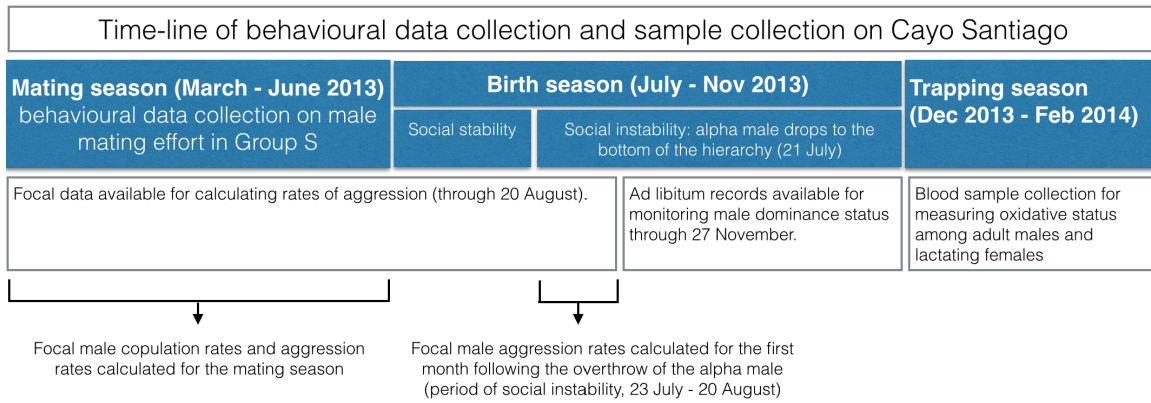 Time-line of behavioural data collection and sample collection on Cayo Santiago
Mating season (March - June 2013)
behavioural data collection on male
mating effort in Group S
Birth season (July - Nov 2013)
Social stability
Social instability: alpha male drops to the
bottom of the hierarchy (21 July)
Trapping season
(Dec 2013 - Feb 2014)
Focal data available for calculating rates of aggression (through 20 August).
Ad libitum records available for
monitoring male dominance status
through 27 November.
Blood sample collection for
measuring oxidative status
among adult males and
lactating females
Focal male copulation rates and aggression
rates calculated for the mating season
Focal male aggression rates calculated for the first
month following the overthrow of the alpha male
(period of social instability, 23 July - 20 August)